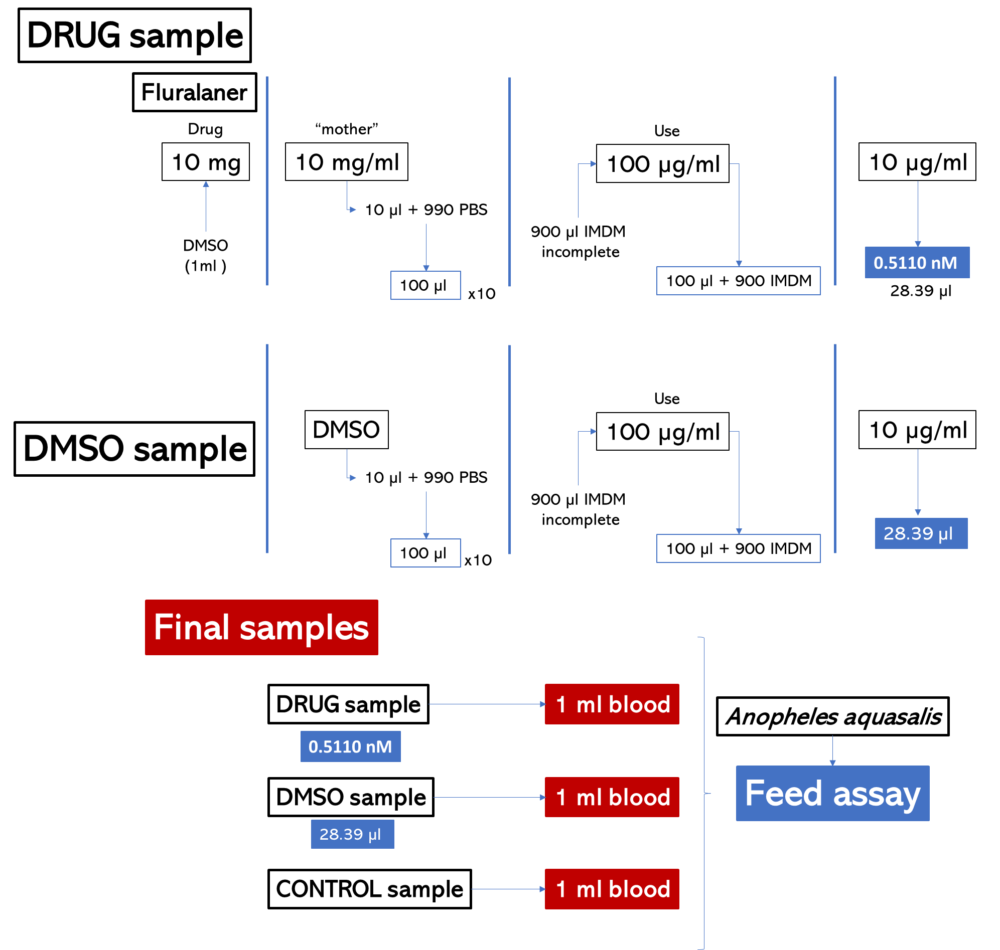 DRUG sample
Fluralaner
Drug
10 mg
DMSO
(1ml )
“mother”
10 mg/ml
10 µl + 990 PBS
100 µl
x10
Use
100 µg/ml
900 µl IMDM
incomplete
100 µl + 900 IMDM
10 µg/ml
0.5110 nM
28.39 µl
DMSO sample
DMSO
10 µl + 990 PBS
100 µl
x10
Use
100 µg/ml
900 µl IMDM
incomplete
100 µl + 900 IMDM
10 µg/ml
28.39 µl
Final samples
DRUG sample
1 ml blood
0.5110 nM
DMSO sample
1 ml blood
28.39 µl
CONTROL sample
1 ml blood
Anopheles aquasalis
Feed assay